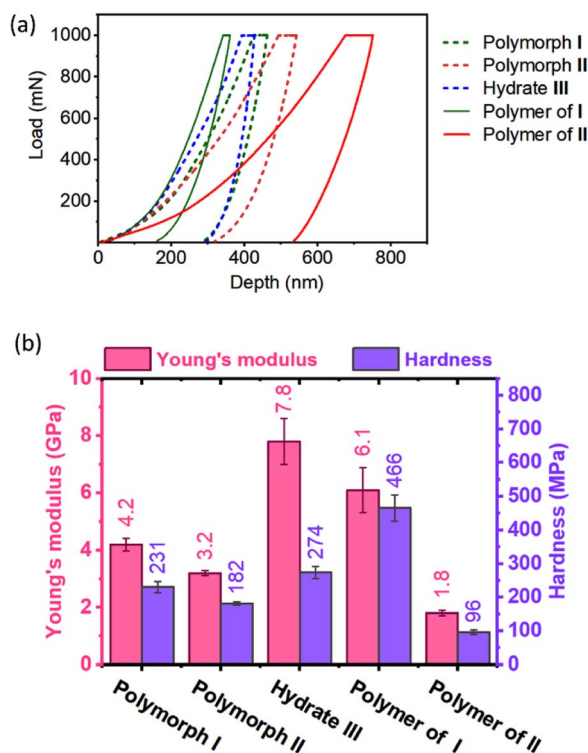 (a)
1000
800
600
400
200
0
Load (mN)
0 200 400 600 800
Depth (nm)
Polymorph I
Polymorph II
Hydrate III
Polymer of I
Polymer of II
(b)
Young's modulus Hardness
10
8
6
4
2
0
Young's modulus (GPa)
4.2
231
3.2
182
7.8
274
6.1
466
1.8
96
800
700
600
500
400
300
200
100
0
Hardness (MPa)
Polymorph I
Polymorph II
Hydrate III
Polymer of I
Polymer of II